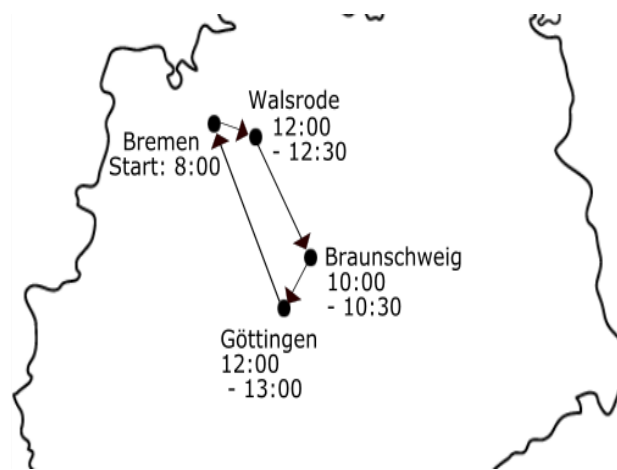 Walsrode
12:00
- 12:30
Bremen
Start: 8:00
Braunschweig
10:00
- 10:30
Göttingen
12:00
- 13:00